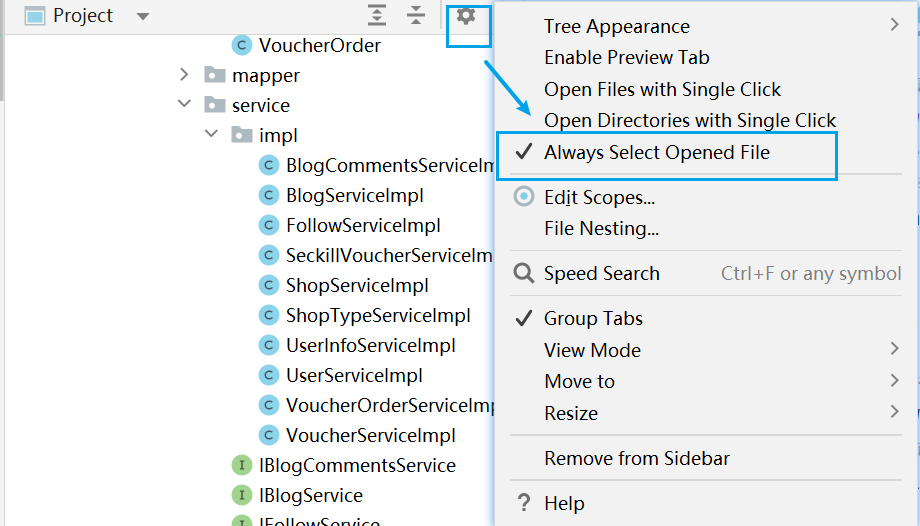 Project
VoucherOrder
mapper
service
impl
BlogCommentsServiceIm
BlogServiceImpl
FollowServiceImpl
SeckillVoucherServiceIm
ShopServiceImpl
ShopTypeServiceImpl
UserInfoServiceImpl
UserServiceImpl
VoucherOrderServiceImp
VoucherServiceImpl
IBlogCommentsService
IBlogService
IFollowService
Tree Appearance
Enable Preview Tab
Open Files with Single Click
Open Directories with Single Click
Always Select Opened File
Edit Scopes...
File Nesting...
Speed Search Ctrl+F or any symbol
Group Tabs
View Mode
Move to
Resize
Remove from Sidebar
? Help